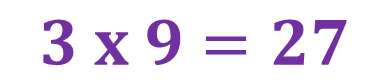 3 x 9 = 27